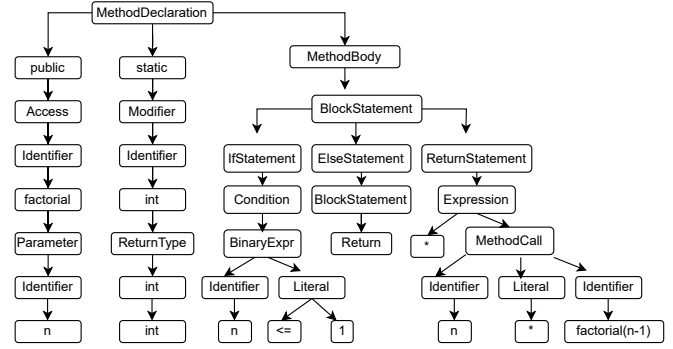 MethodDeclaration
MethodBody
public
static
Access
Modifier
BlockStatement
Identifier
Identifier
IfStatement
ElseStatement
ReturnStatement
factorial
int
Condition
BlockStatement
Expression
Parameter
ReturnType
BinaryExpr
Return
*
MethodCall
Identifier
int
Identifier
Literal
Identifier
Literal
Identifier
n
int
n
<=
1
n
*
factorial(n-1)